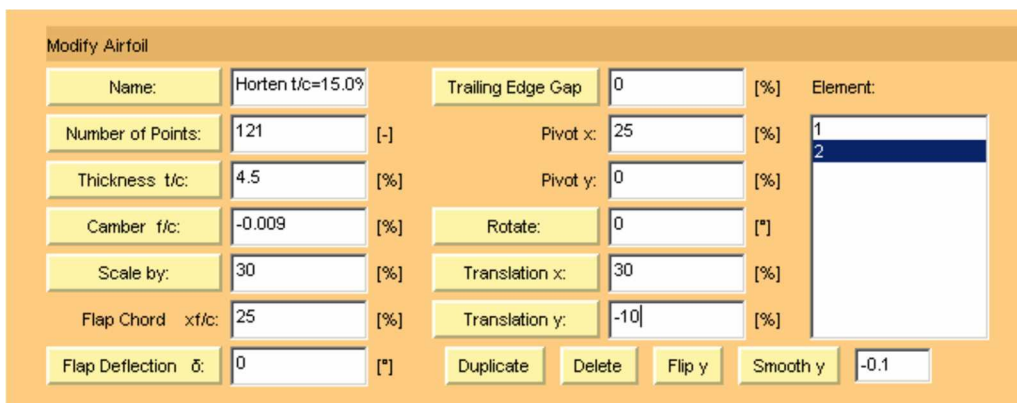 Modify Airfoil
Name: Horten t/c=15.0% Trailing Edge Gap 0 [%] Element:
Number of Points: 121 [-] Pivot x: 25 [%] 1
2
Thickness t/c: 4.5 [%] Pivot y: 0 [%]
Camber f/c: -0.009 [%] Rotate: 0 [°]
Scale by: 30 [%] Translation x: 30 [%]
Flap Chord xf/c: 25 [%] Translation y: -10 [%]
Flap Deflection δ: 0 [°] Duplicate Delete Flip y Smooth y -0.1